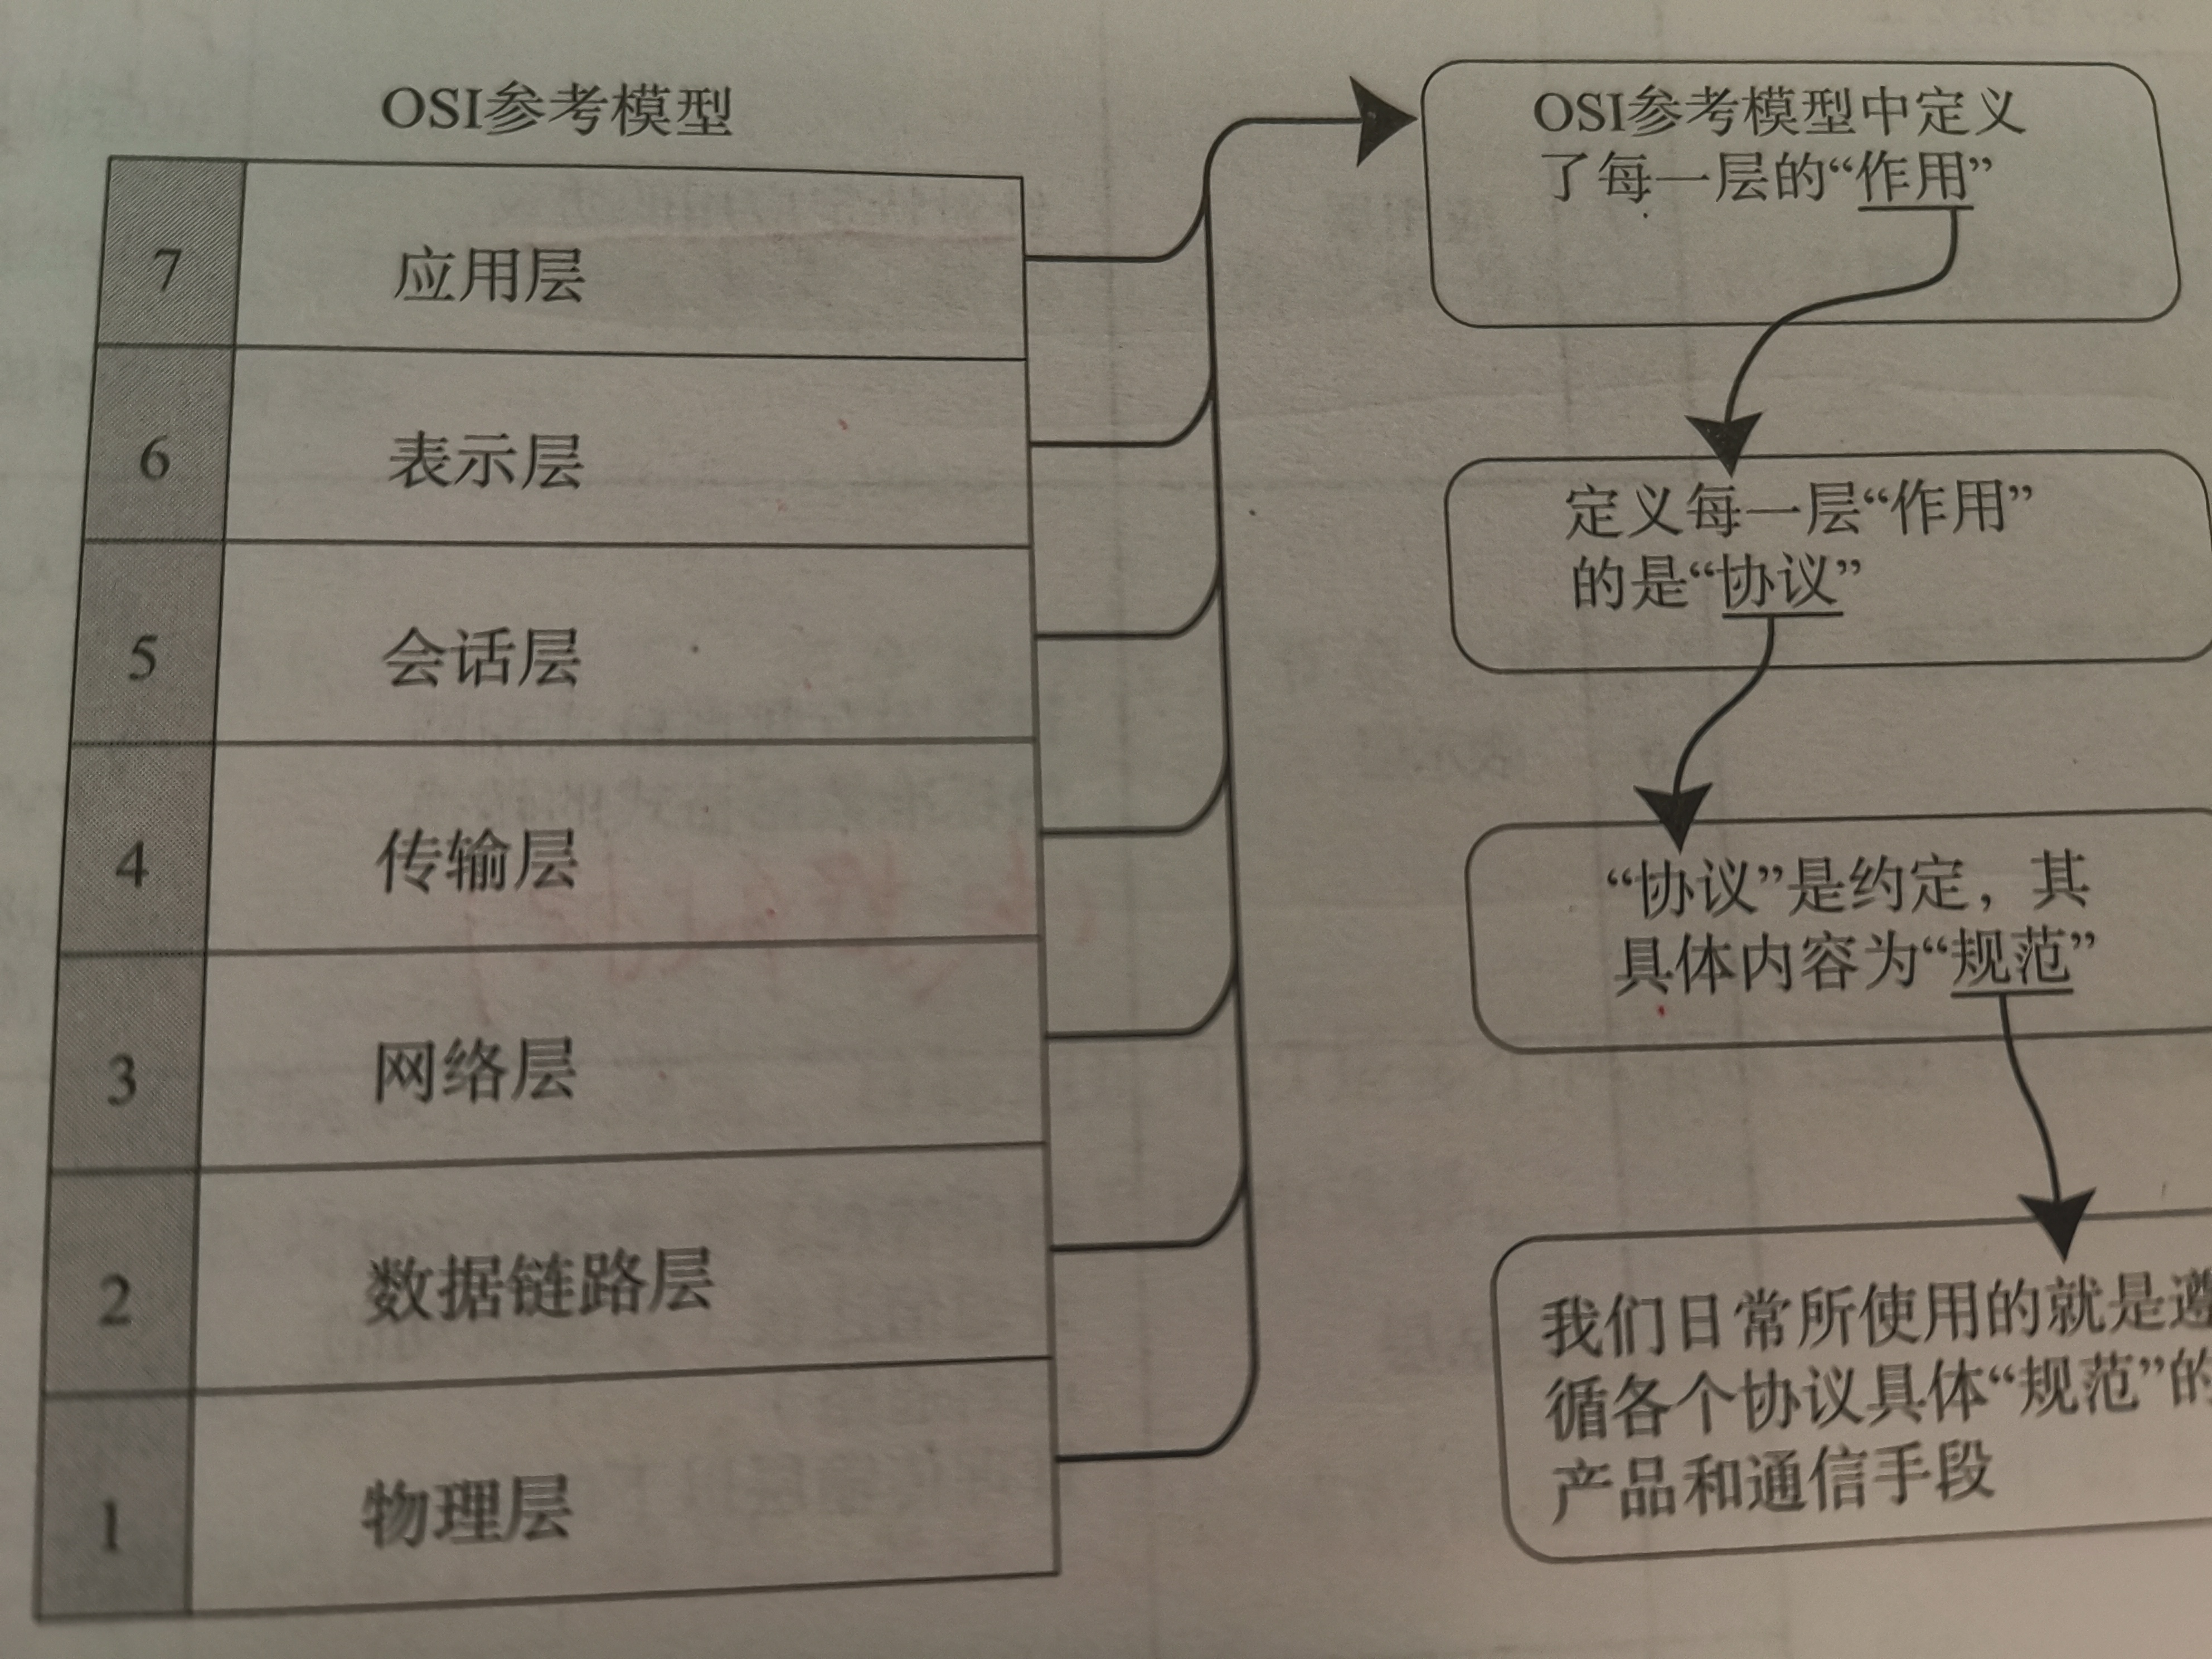 OSI参考模型
7
应用层
6
表示层
5
会话层
4
传输层
3
网络层
2
数据链路层
1
物理层
OSI参考模型中定义
了每一层的“作用”
定义每一层“作用”
的是“协议”
“协议”是约定，其
具体内容为“规范”
我们日常所使用的就是遵
循各个协议具体“规范”的
产品和通信手段